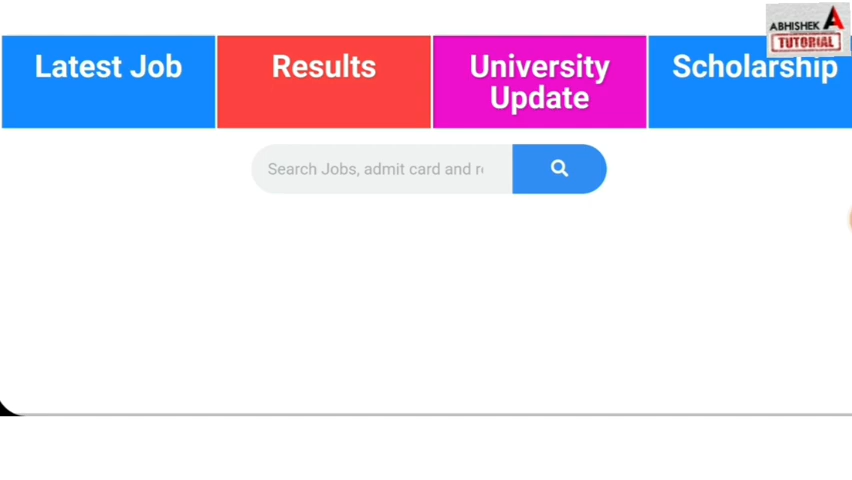 ABHISHEK A
TUTORIAL
Latest Job
Results
University
Update
Scholarship
Search Jobs, admit card and r